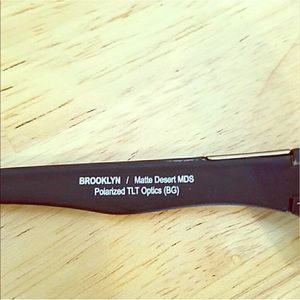 BROOKLYN / Matte Desert MDS
Polarized TLT Optics (BG)